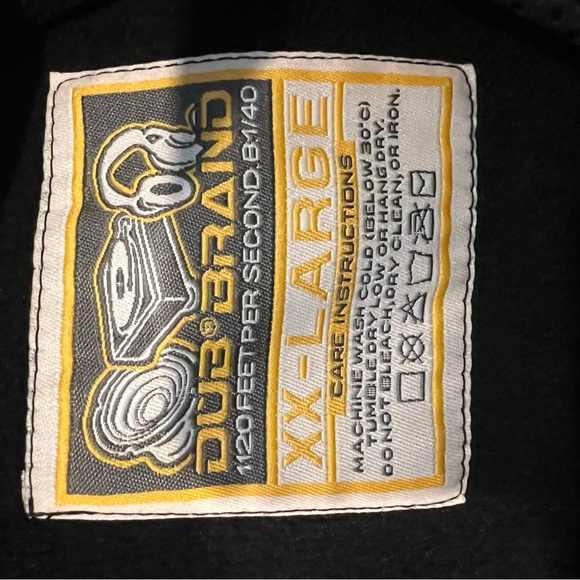 DUB® BRAND
1120 FEET PER SECOND. B:1/40
XX-LARGE
CARE INSTRUCTIONS
MACHINE WASH COLD (BELOW 30°C)
TUMBLE DRY LOW OR HANG DRY.
DO NOT BLEACH, DRY CLEAN, OR IRON.